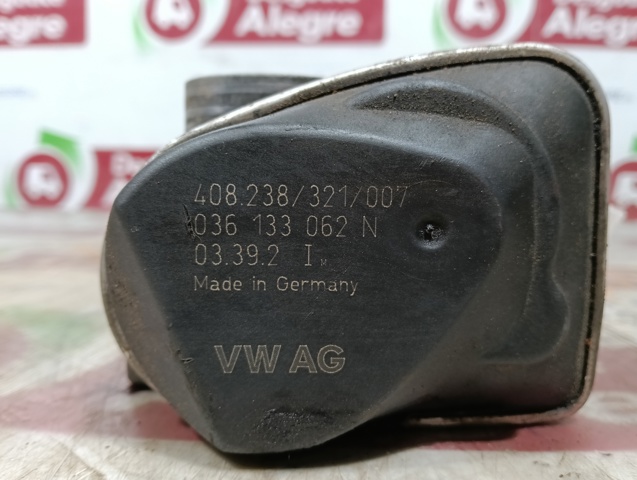 Alegre
Alegre
408.238/321/007
036 133 062 N
03.39.2 I
Made in Germany
VW AG